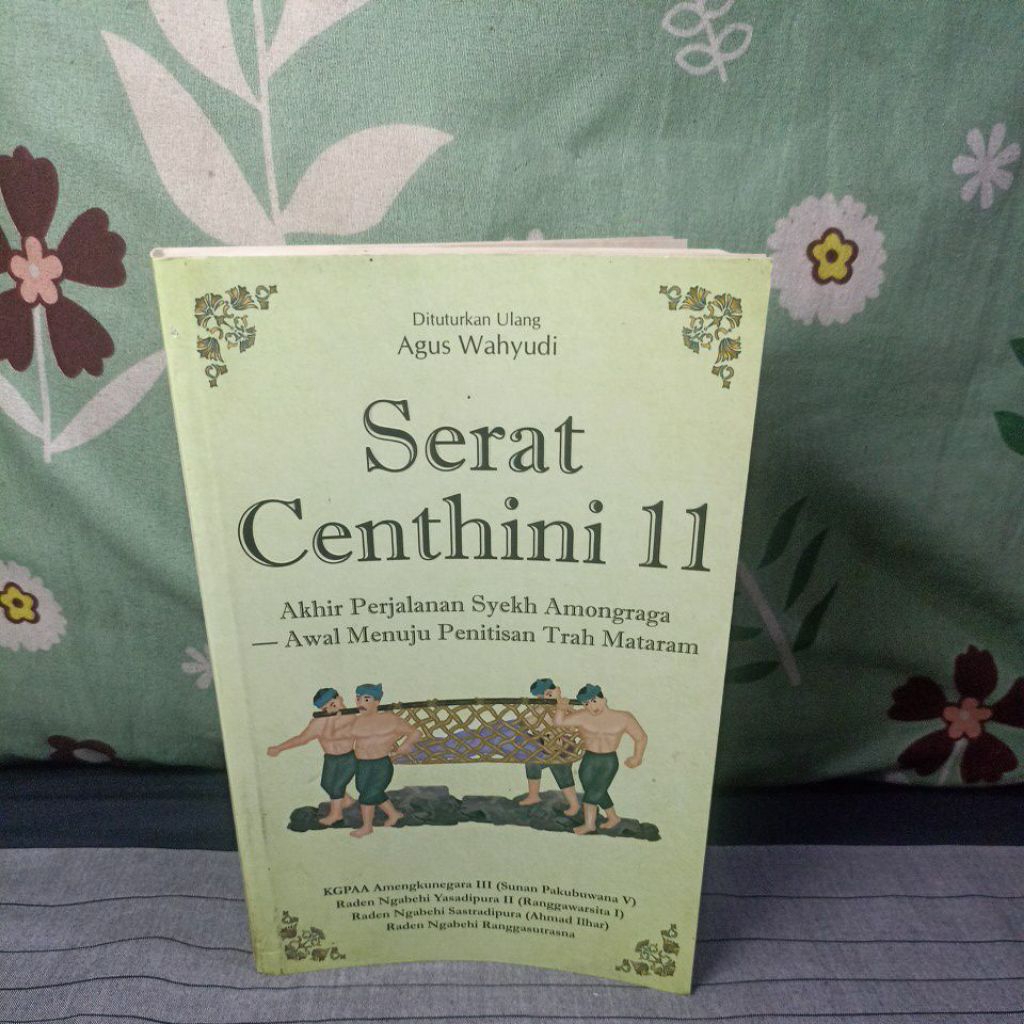 Dituturkan Ulang
Agus Wahyudi
Serat
Centhini 11
Akhir Perjalanan Syekh Amongraga
— Awal Menuju Penitisan Trah Mataram
KGPAA Amengkunegara III (Sunan Pakubuwana V)
Raden Ngabehi Yasadipura II (Ranggawarsita I)
Raden Ngabehi Sastradipura (Ahmad Ilhar)
Raden Ngabehi Ranggasutrasna